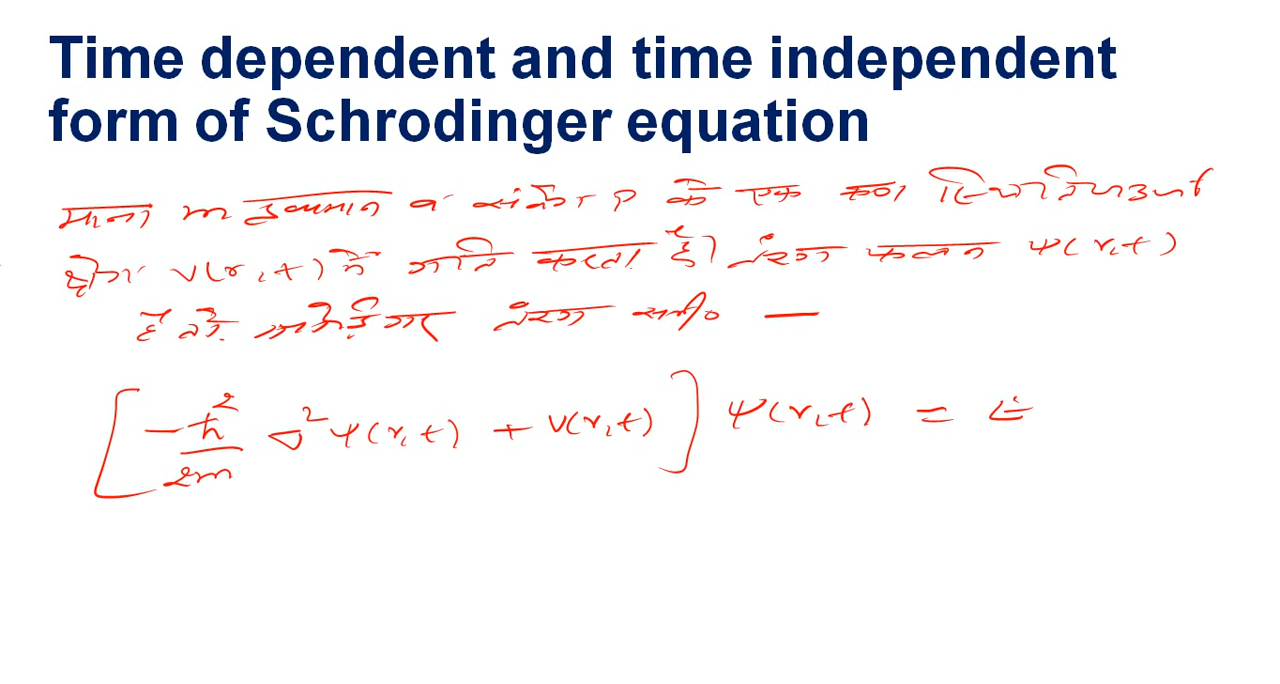 Time dependent and time independent
form of Schrodinger equation
माना m द्रव्यमान व संवेग P के एक कण स्थितिज ऊर्जा
क्षेत्र V(r,t) में गति करता है। तरंग फलन ψ(r,t)
है तो श्रोडिंगर तरंग समी० —
[-ħ²/2m ∇²ψ(r,t) + V(r,t)] ψ(r,t) = E